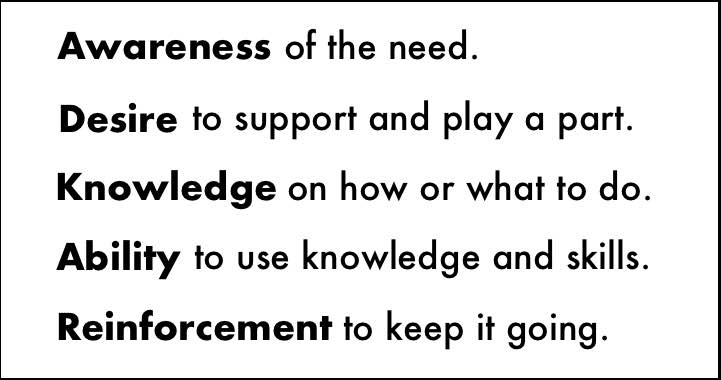 Awareness of the need.
Desire to support and play a part.
Knowledge on how or what to do.
Ability to use knowledge and skills.
Reinforcement to keep it going.